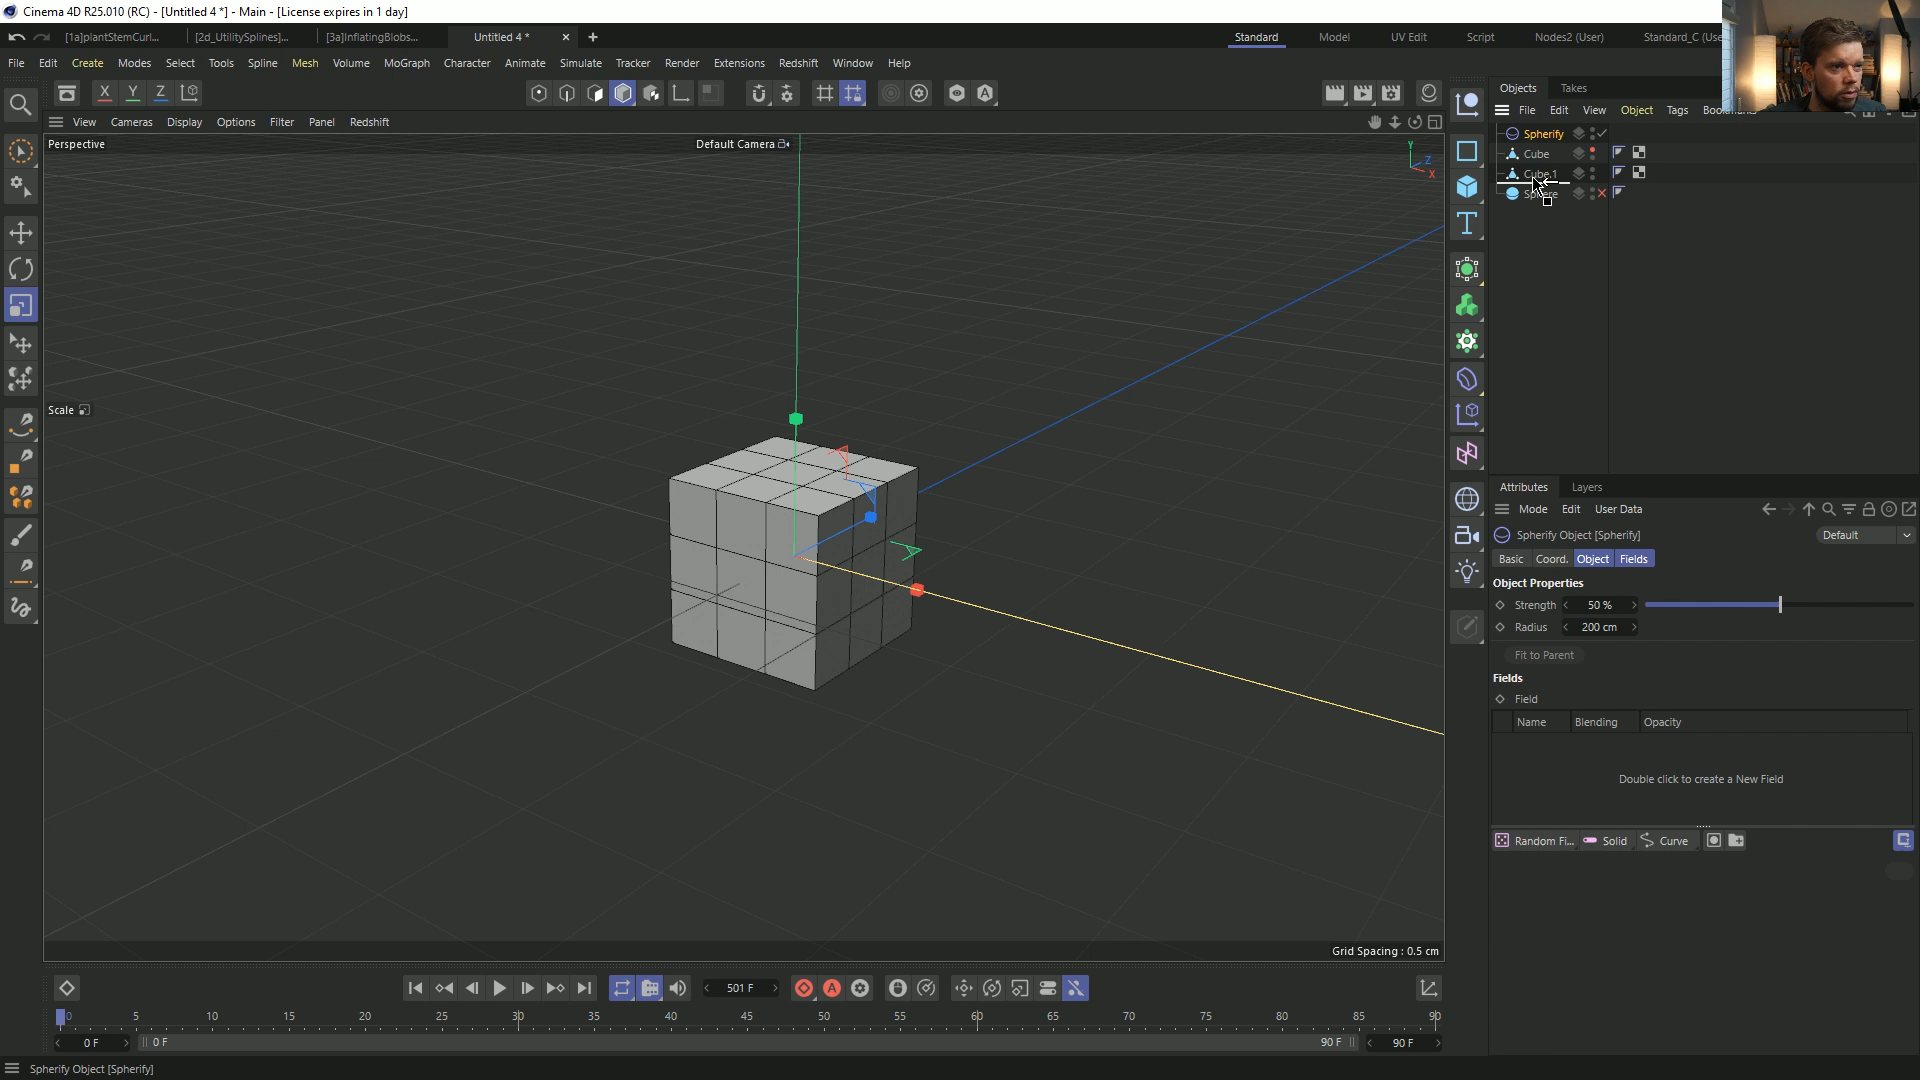 Cinema 4D R25.010 (RC) - [Untitled 4 *] - Main - [License expires in 1 day]
[1a]plantStemCurl... [2d_UtilitySplines]... [3a]InflatingBlobs... Untitled 4 * Standard Model UV Edit Script Nodes2 (User) Standard_C (Use
File Edit Create Modes Select Tools Spline Mesh Volume MoGraph Character Animate Simulate Tracker Render Extensions Redshift Window Help
X Y Z
Objects Takes
File Edit View Object Tags
View Cameras Display Options Filter Panel Redshift
Perspective Default Camera
Spherify
Cube
Cube.1
Sphere
Y
Z
X
Scale
Attributes Layers
Mode Edit User Data
Spherify Object [Spherify] Default
Basic Coord. Object Fields
Object Properties
Strength 50 %
Radius 200 cm
Fit to Parent
Fields
Field
Name Blending Opacity
Double click to create a New Field
Random Fi... Solid Curve
Grid Spacing : 0.5 cm
501 F
0 5 10 15 20 25 30 35 40 45 50 55 60 65 70 75 80 85 90
0 F 0 F 90 F 90 F
Spherify Object [Spherify]